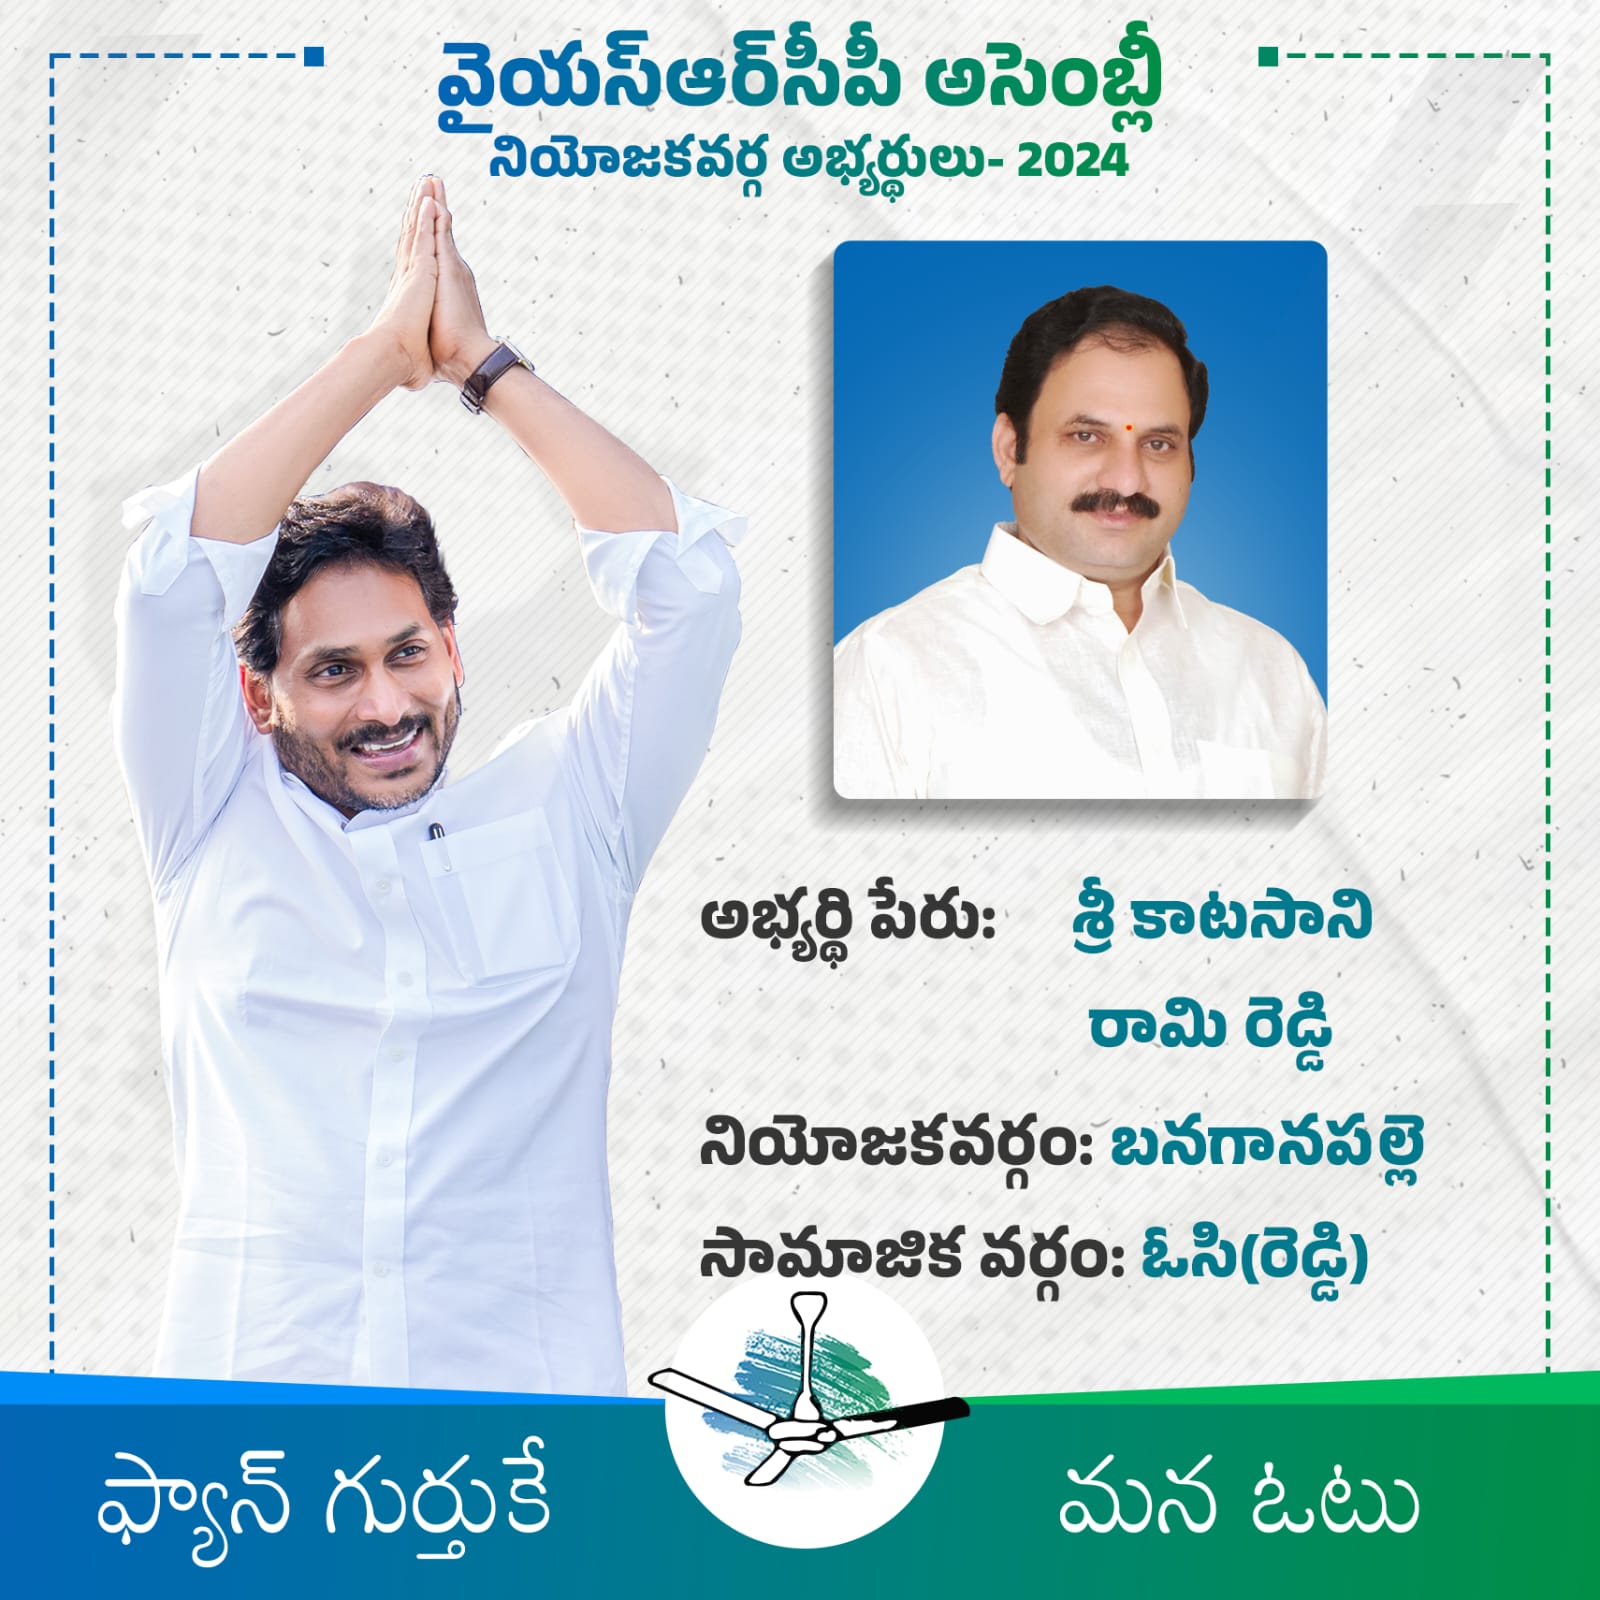 వైయస్ఆర్‌సీపీ అసెంబ్లీ
నియోజకవర్గ అభ్యర్థులు- 2024
అభ్యర్థి పేరు: శ్రీ కాటసాని
రామి రెడ్డి
నియోజకవర్గం: బనగానపల్లె
సామాజిక వర్గం: ఓసి(రెడ్డి)
ఫ్యాన్ గుర్తుకే మన ఓటు